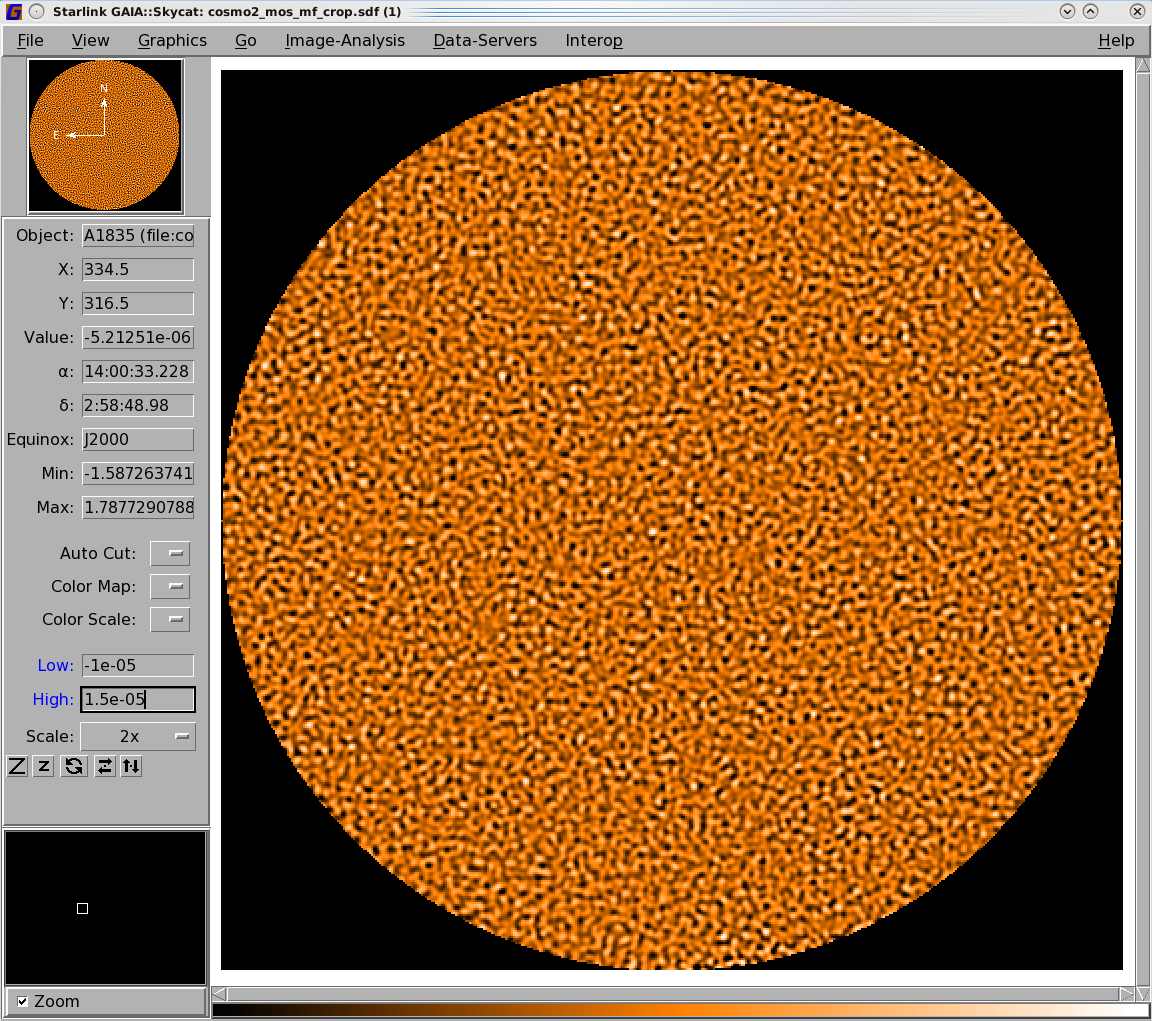 Starlink GAIA::Skycat: cosmo2_mos_mf_crop.sdf (1)
File View Graphics Go Image-Analysis Data-Servers Interop Help
N
E
Object: A1835 (file:co
X: 334.5
Y: 316.5
Value: -5.21251e-06
α: 14:00:33.228
δ: 2:58:48.98
Equinox: J2000
Min: -1.587263741
Max: 1.7877290788
Auto Cut:
Color Map:
Color Scale:
Low: -1e-05
High: 1.5e-05
Scale: 2x
Z z
Zoom